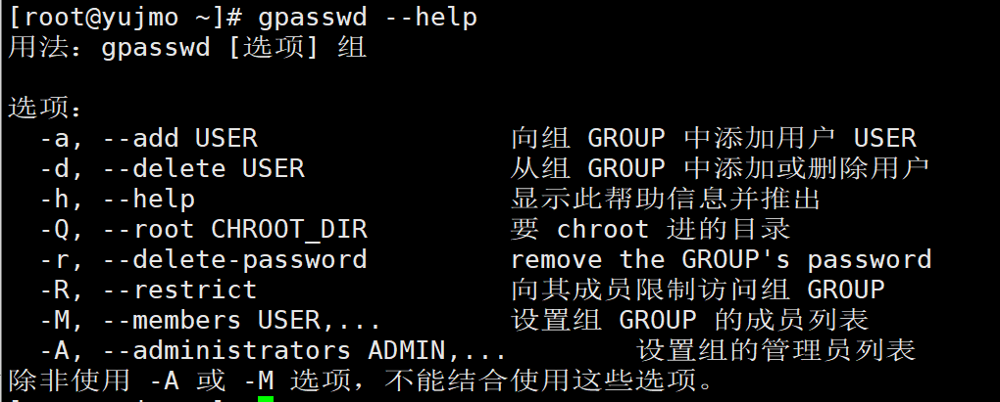 [root@yujmo ~]# gpasswd --help
用法：gpasswd [选项] 组
选项：
-a, --add USER 向组 GROUP 中添加用户 USER
-d, --delete USER 从组 GROUP 中添加或删除用户
-h, --help 显示此帮助信息并推出
-Q, --root CHROOT_DIR 要 chroot 进的目录
-r, --delete-password remove the GROUP's password
-R, --restrict 向其成员限制访问组 GROUP
-M, --members USER,... 设置组 GROUP 的成员列表
-A, --administrators ADMIN,... 设置组的管理员列表
除非使用 -A 或 -M 选项，不能结合使用这些选项。